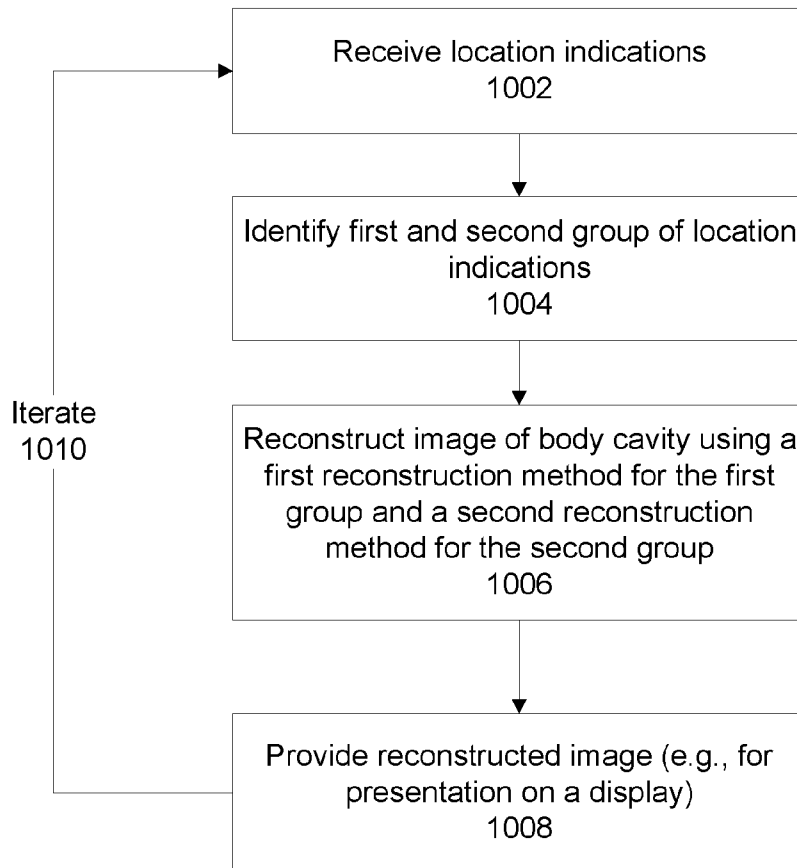 Receive location indications
1002
Identify first and second group of location
indications
1004
Iterate
1010
Reconstruct image of body cavity using a
first reconstruction method for the first
group and a second reconstruction
method for the second group
1006
Provide reconstructed image (e.g., for
presentation on a display)
1008